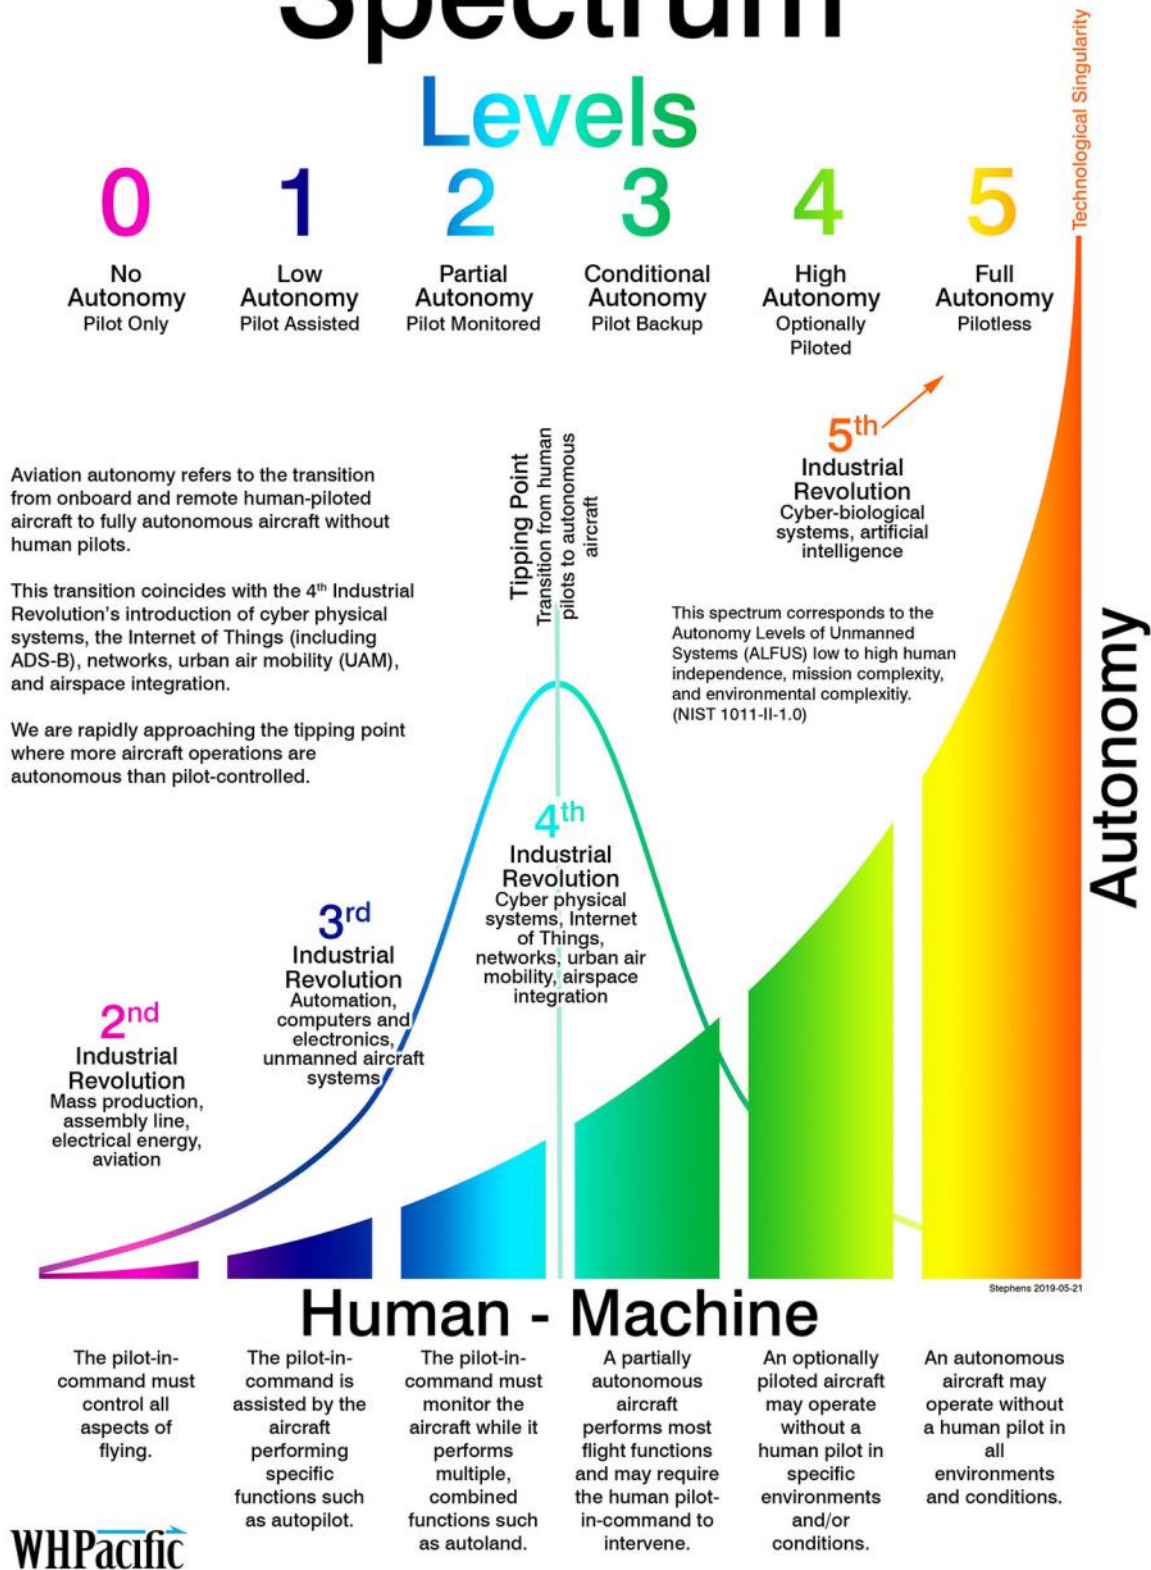 Spectrum
Levels
0
No
Autonomy
Pilot Only
1
Low
Autonomy
Pilot Assisted
2
Partial
Autonomy
Pilot Monitored
3
Conditional
Autonomy
Pilot Backup
4
High
Autonomy
Optionally
Piloted
5
Full
Autonomy
Pilotless
Technological Singularity
Aviation autonomy refers to the transition
from onboard and remote human-piloted
aircraft to fully autonomous aircraft without
human pilots.
This transition coincides with the 4th Industrial
Revolution's introduction of cyber physical
systems, the Internet of Things (including
ADS-B), networks, urban air mobility (UAM),
and airspace integration.
We are rapidly approaching the tipping point
where more aircraft operations are
autonomous than pilot-controlled.
Tipping Point
Transition from human
pilots to autonomous
aircraft
5th
Industrial
Revolution
Cyber-biological
systems, artificial
intelligence
This spectrum corresponds to the
Autonomy Levels of Unmanned
Systems (ALFUS) low to high human
independence, mission complexity,
and environmental complexitiy.
(NIST 1011-II-1.0)
4th
Industrial
Revolution
Cyber physical
systems, Internet
of Things,
networks, urban air
mobility, airspace
integration
3rd
Industrial
Revolution
Automation,
computers and
electronics,
unmanned aircraft
systems
2nd
Industrial
Revolution
Mass production,
assembly line,
electrical energy,
aviation
Autonomy
Stephens 2019-05-21
Human - Machine
The pilot-in-
command must
control all
aspects of
flying.
The pilot-in-
command is
assisted by the
aircraft
performing
specific
functions such
as autopilot.
The pilot-in-
command must
monitor the
aircraft while it
performs
multiple,
combined
functions such
as autoland.
A partially
autonomous
aircraft
performs most
flight functions
and may require
the human pilot-
in-command to
intervene.
An optionally
piloted aircraft
may operate
without a
human pilot in
specific
environments
and/or
conditions.
An autonomous
aircraft may
operate without
a human pilot in
all
environments
and conditions.
WHPacific